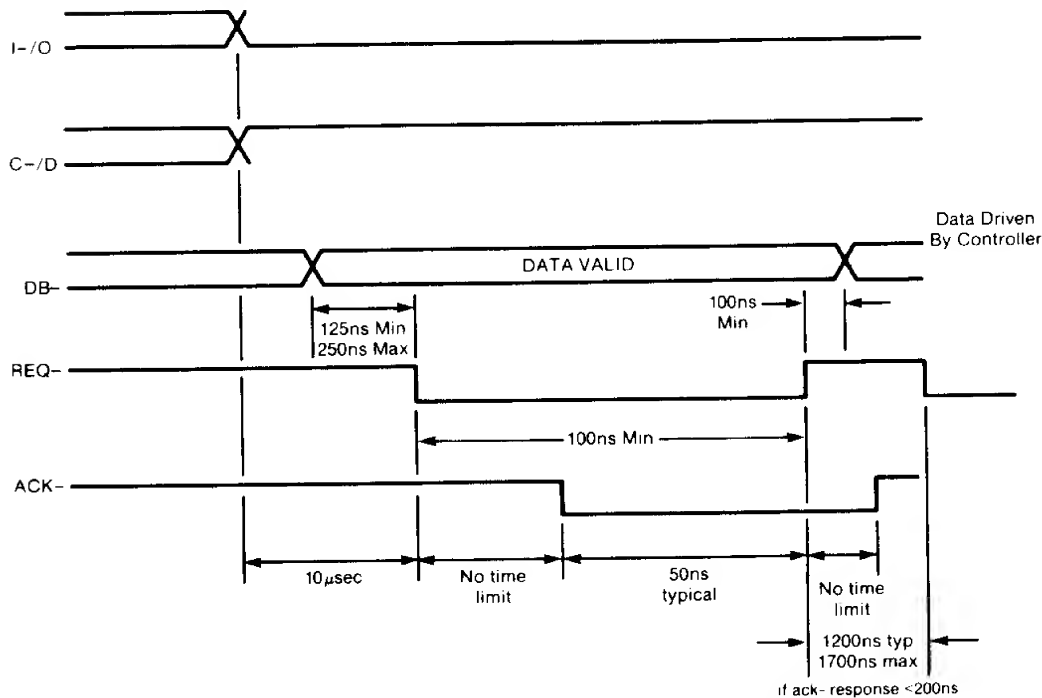 I-/O
C-/D
Data Driven
By Controller
DATA VALID
DB-
125ns Min
250ns Max
100ns
Min
REQ-
100ns Min
ACK-
10μsec
No time
limit
50ns
typical
No time
limit
1200ns typ
1700ns max
if ack- response <200ns